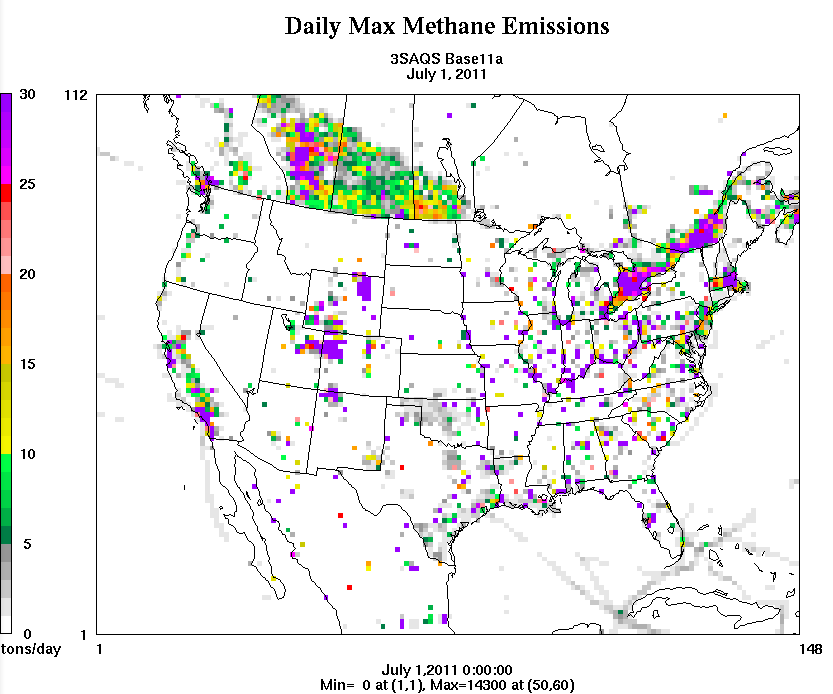 Daily Max Methane Emissions
3SAQS Base11a
July 1, 2011
112
30
25
20
15
10
5
0
tons/day
1
1
148
July 1,2011 0:00:00
Min= 0 at (1,1), Max=14300 at (50,60)